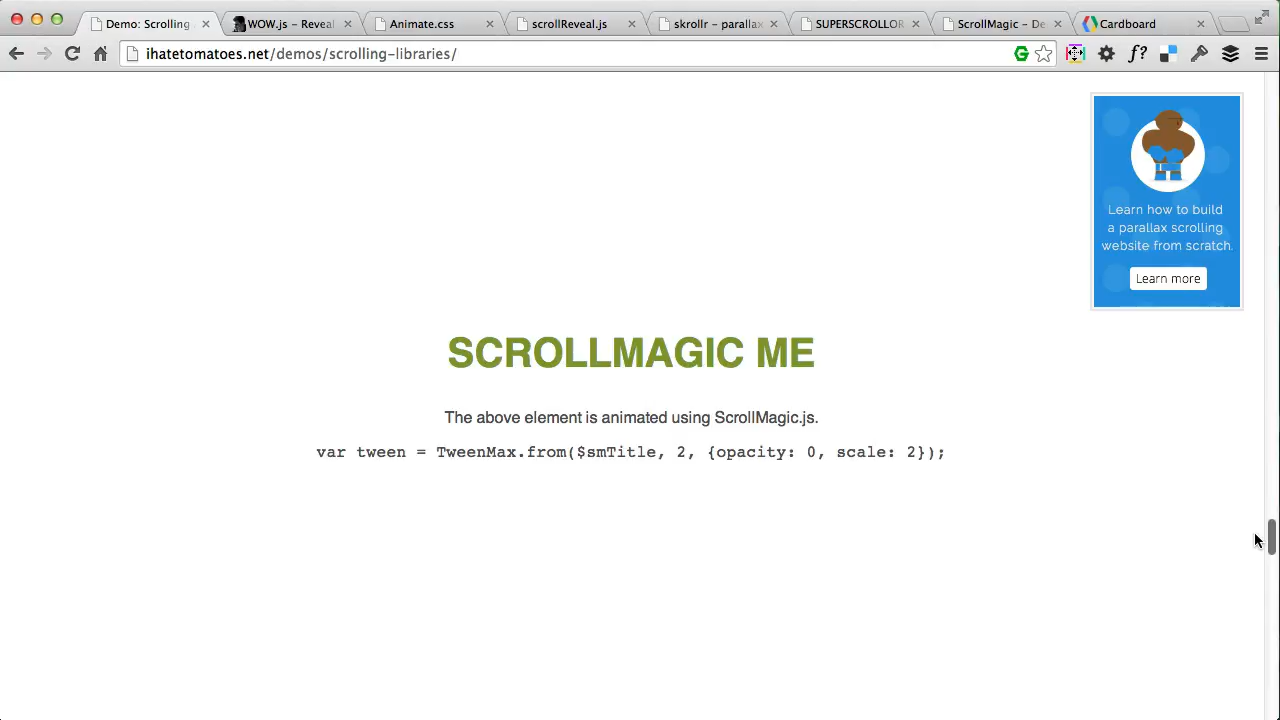 Demo: Scrolling
WOW.js – Reveal
Animate.css
scrollReveal.js
skrollr – parallax
SUPERSCROLLOR
ScrollMagic – De
Cardboard
ihatetomatoes.net/demos/scrolling-libraries/
f?
Learn how to build
a parallax scrolling
website from scratch.
Learn more
SCROLLMAGIC ME
The above element is animated using ScrollMagic.js.
var tween = TweenMax.from($smTitle, 2, {opacity: 0, scale: 2});